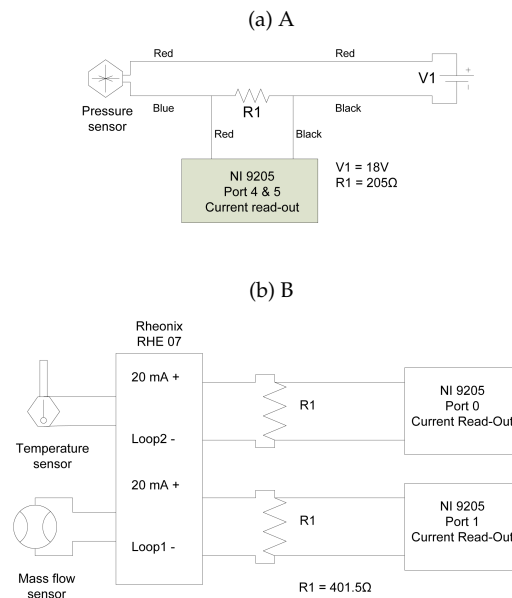 (a) A
Red
Red
V1
+
-
Pressure
sensor
Blue
R1
Black
Red
Black
NI 9205
Port 4 & 5
Current read-out
V1 = 18V
R1 = 205Ω
(b) B
Rheonix
RHE 07
Temperature
sensor
20 mA +
Loop2 -
R1
NI 9205
Port 0
Current Read-Out
Mass flow
sensor
20 mA +
Loop1 -
R1
NI 9205
Port 1
Current Read-Out
R1 = 401.5Ω